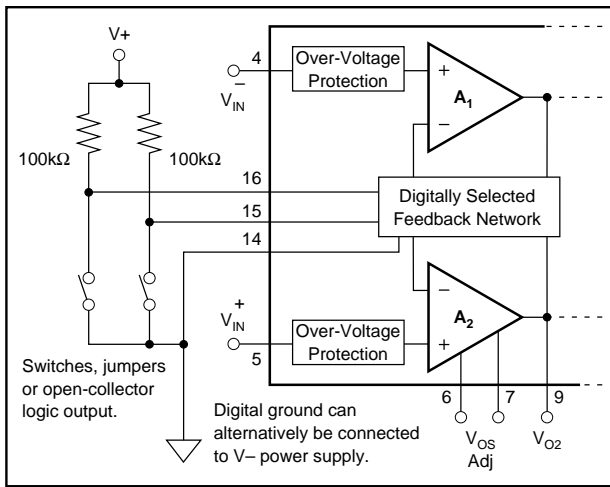 V+
100kΩ
100kΩ
4
V–IN
Over-Voltage
Protection
+
A1
–
16
15
14
Digitally Selected
Feedback Network
–
A2
+
V+IN
5
Over-Voltage
Protection
6
7
9
VOS
Adj
VO2
Switches, jumpers
or open-collector
logic output.
Digital ground can
alternatively be connected
to V– power supply.